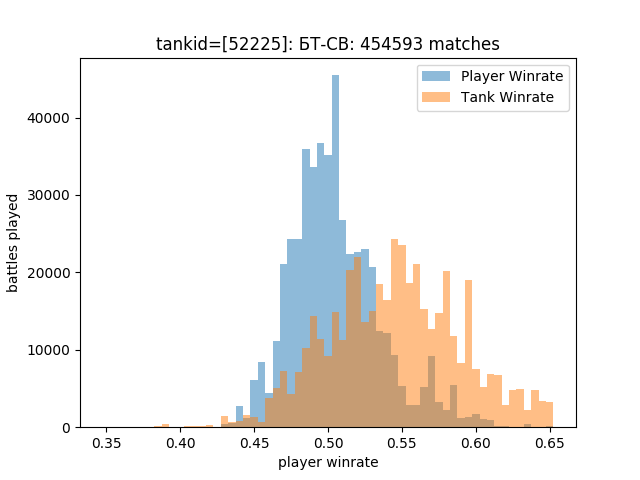 tankid=[52225]: БТ-СВ: 454593 matches
Player Winrate
Tank Winrate
battles played
40000
30000
20000
10000
0
0.35 0.40 0.45 0.50 0.55 0.60 0.65
player winrate